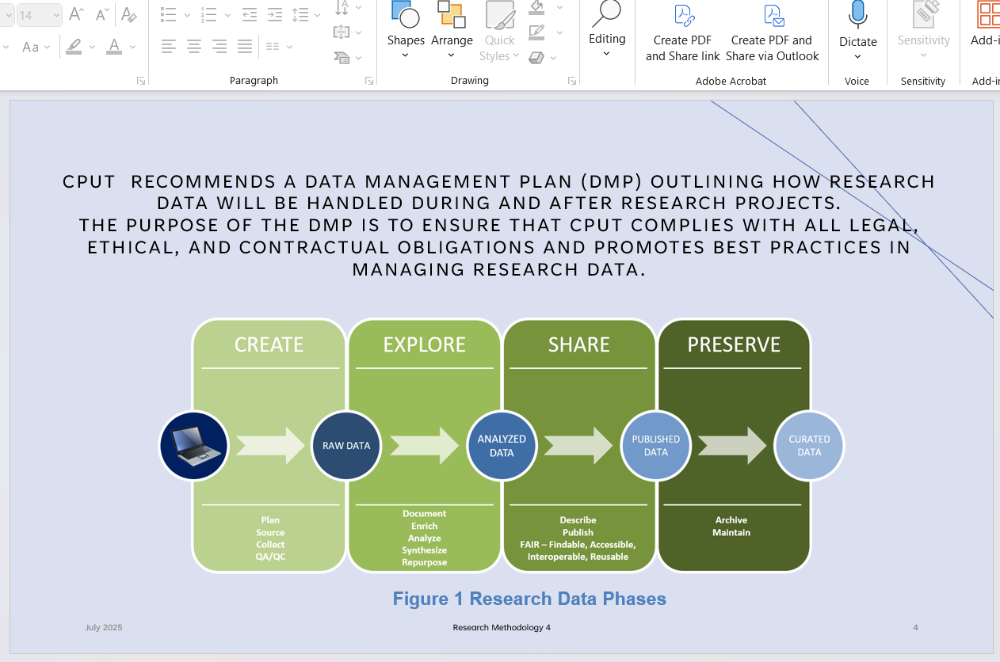 14
Aa
A
Paragraph
Shapes
Arrange
Quick
Styles
Drawing
Editing
Create PDF
and Share link
Create PDF and
Share via Outlook
Adobe Acrobat
Dictate
Voice
Sensitivity
Sensitivity
Add-i
Add-in
CPUT RECOMMENDS A DATA MANAGEMENT PLAN (DMP) OUTLINING HOW RESEARCH
DATA WILL BE HANDLED DURING AND AFTER RESEARCH PROJECTS.
THE PURPOSE OF THE DMP IS TO ENSURE THAT CPUT COMPLIES WITH ALL LEGAL,
ETHICAL, AND CONTRACTUAL OBLIGATIONS AND PROMOTES BEST PRACTICES IN
MANAGING RESEARCH DATA.
CREATE
EXPLORE
SHARE
PRESERVE
RAW DATA
ANALYZED
DATA
PUBLISHED
DATA
CURATED
DATA
Plan
Source
Collect
QA/QC
Document
Enrich
Analyze
Synthesize
Repurpose
Describe
Publish
FAIR – Findable, Accessible,
Interoperable, Reusable
Archive
Maintain
Figure 1 Research Data Phases
July 2025
Research Methodology 4
4